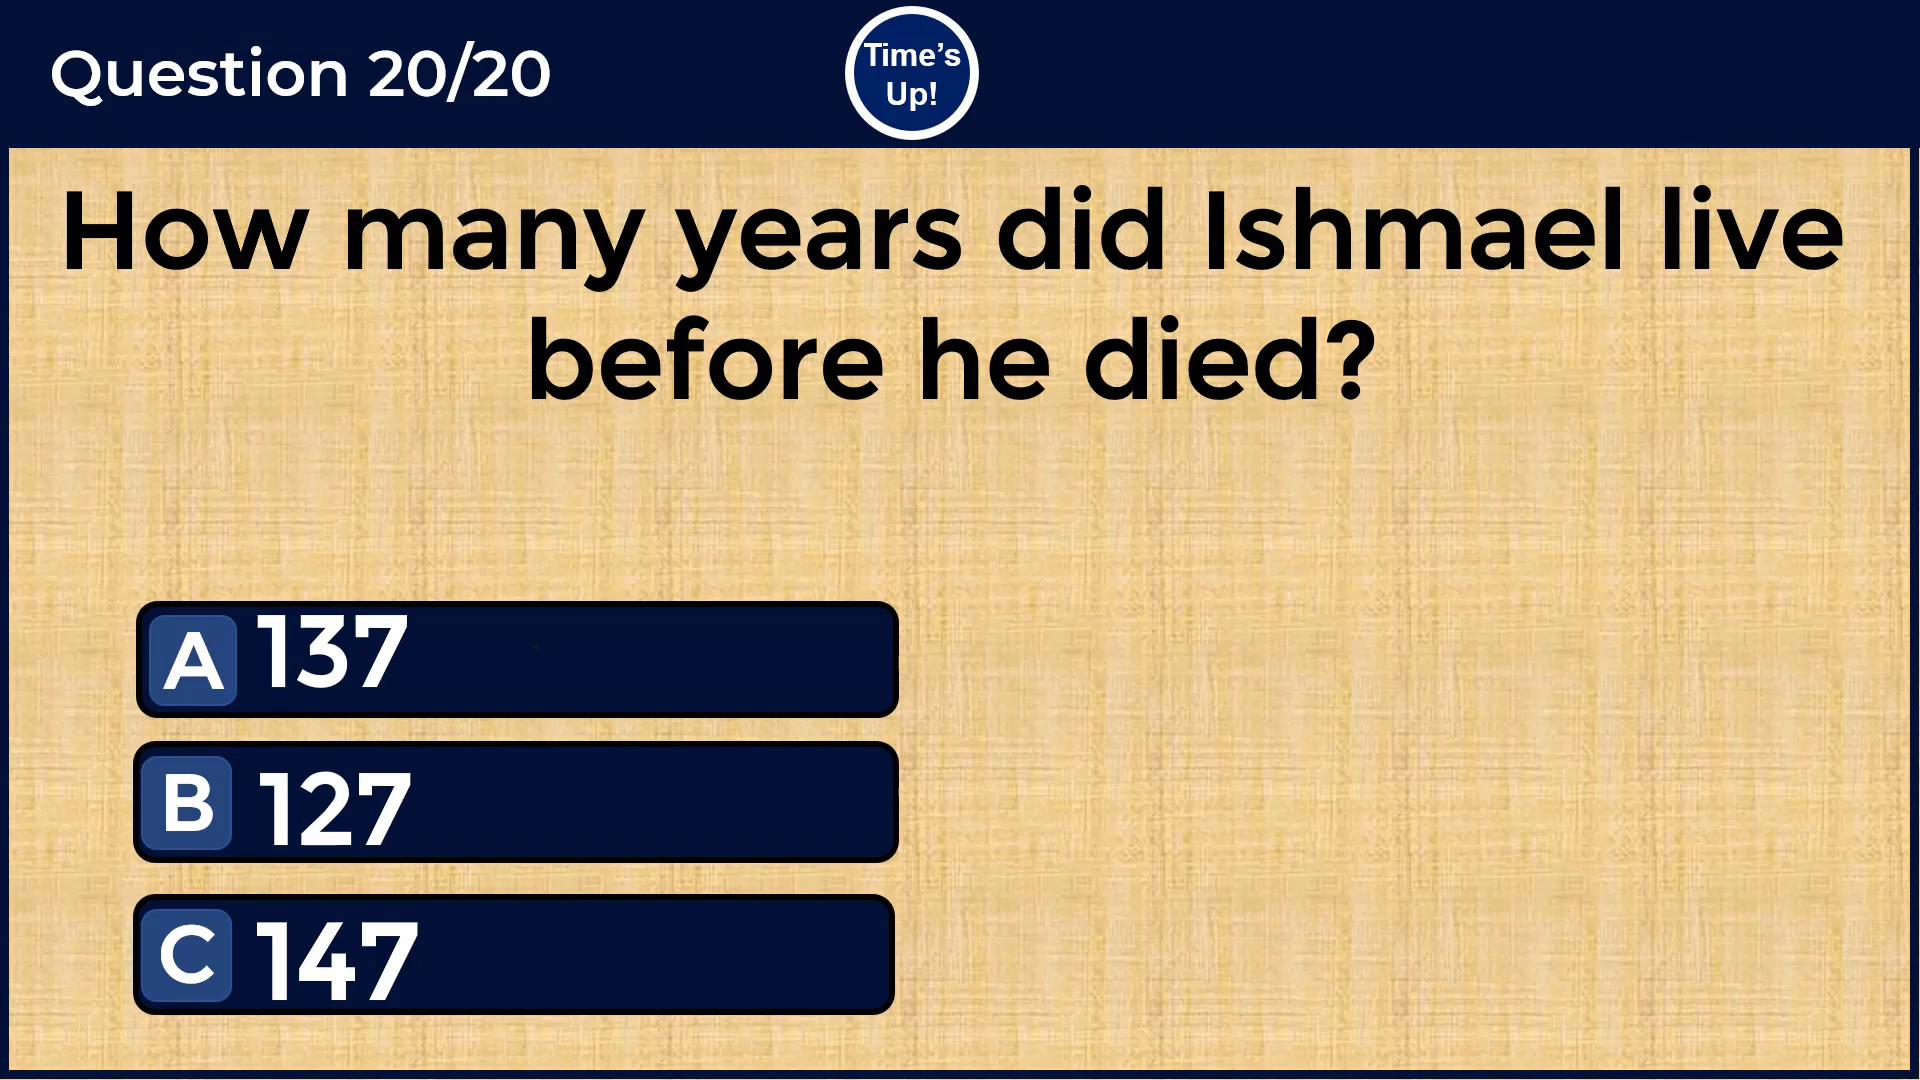 Question 20/20
Time’s
Up!
How many years did Ishmael live
before he died?
A 137
B 127
C 147